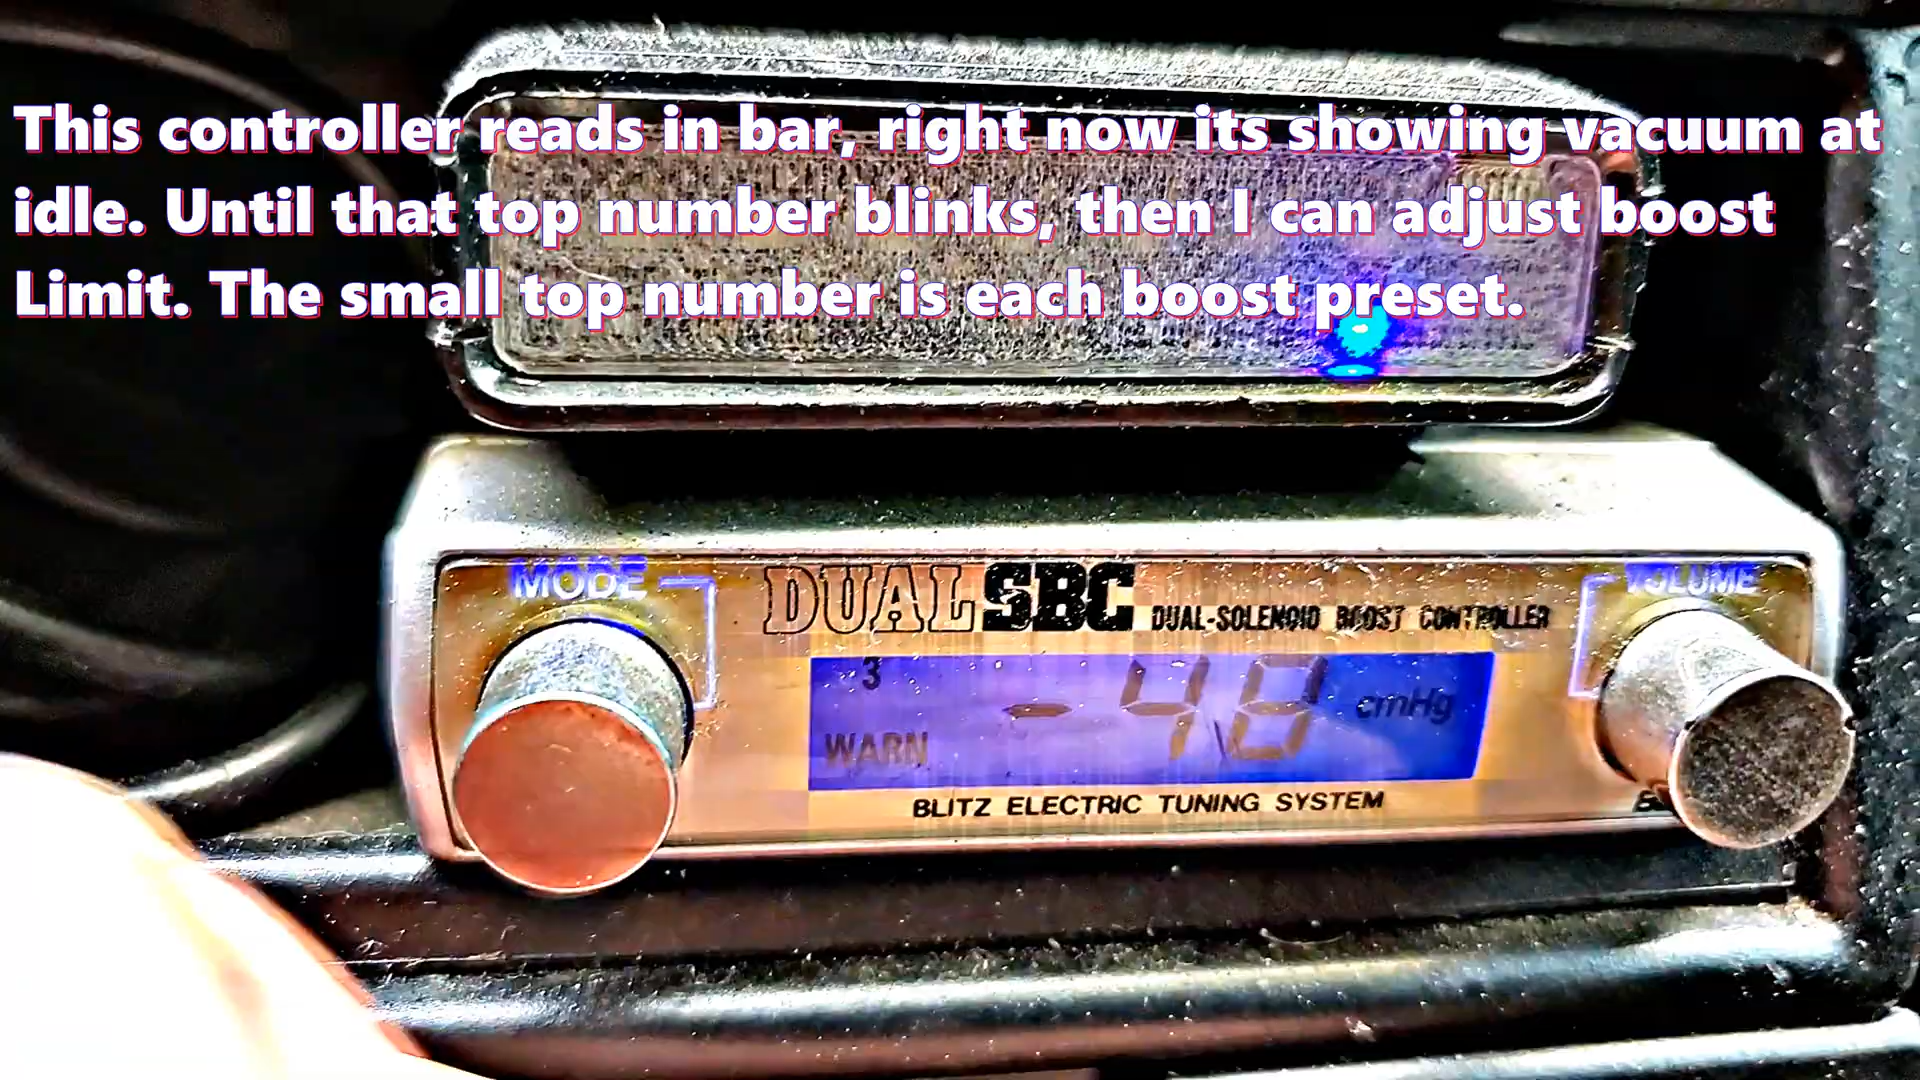 This controller reads in bar, right now its showing vacuum at
idle. Until that top number blinks, then I can adjust boost
Limit. The small top number is each boost preset.
MODE
VOLUME
DUAL SBC DUAL-SOLENOID BOOST CONTROLLER
3
-48 cmHg
WARN
BLITZ ELECTRIC TUNING SYSTEM